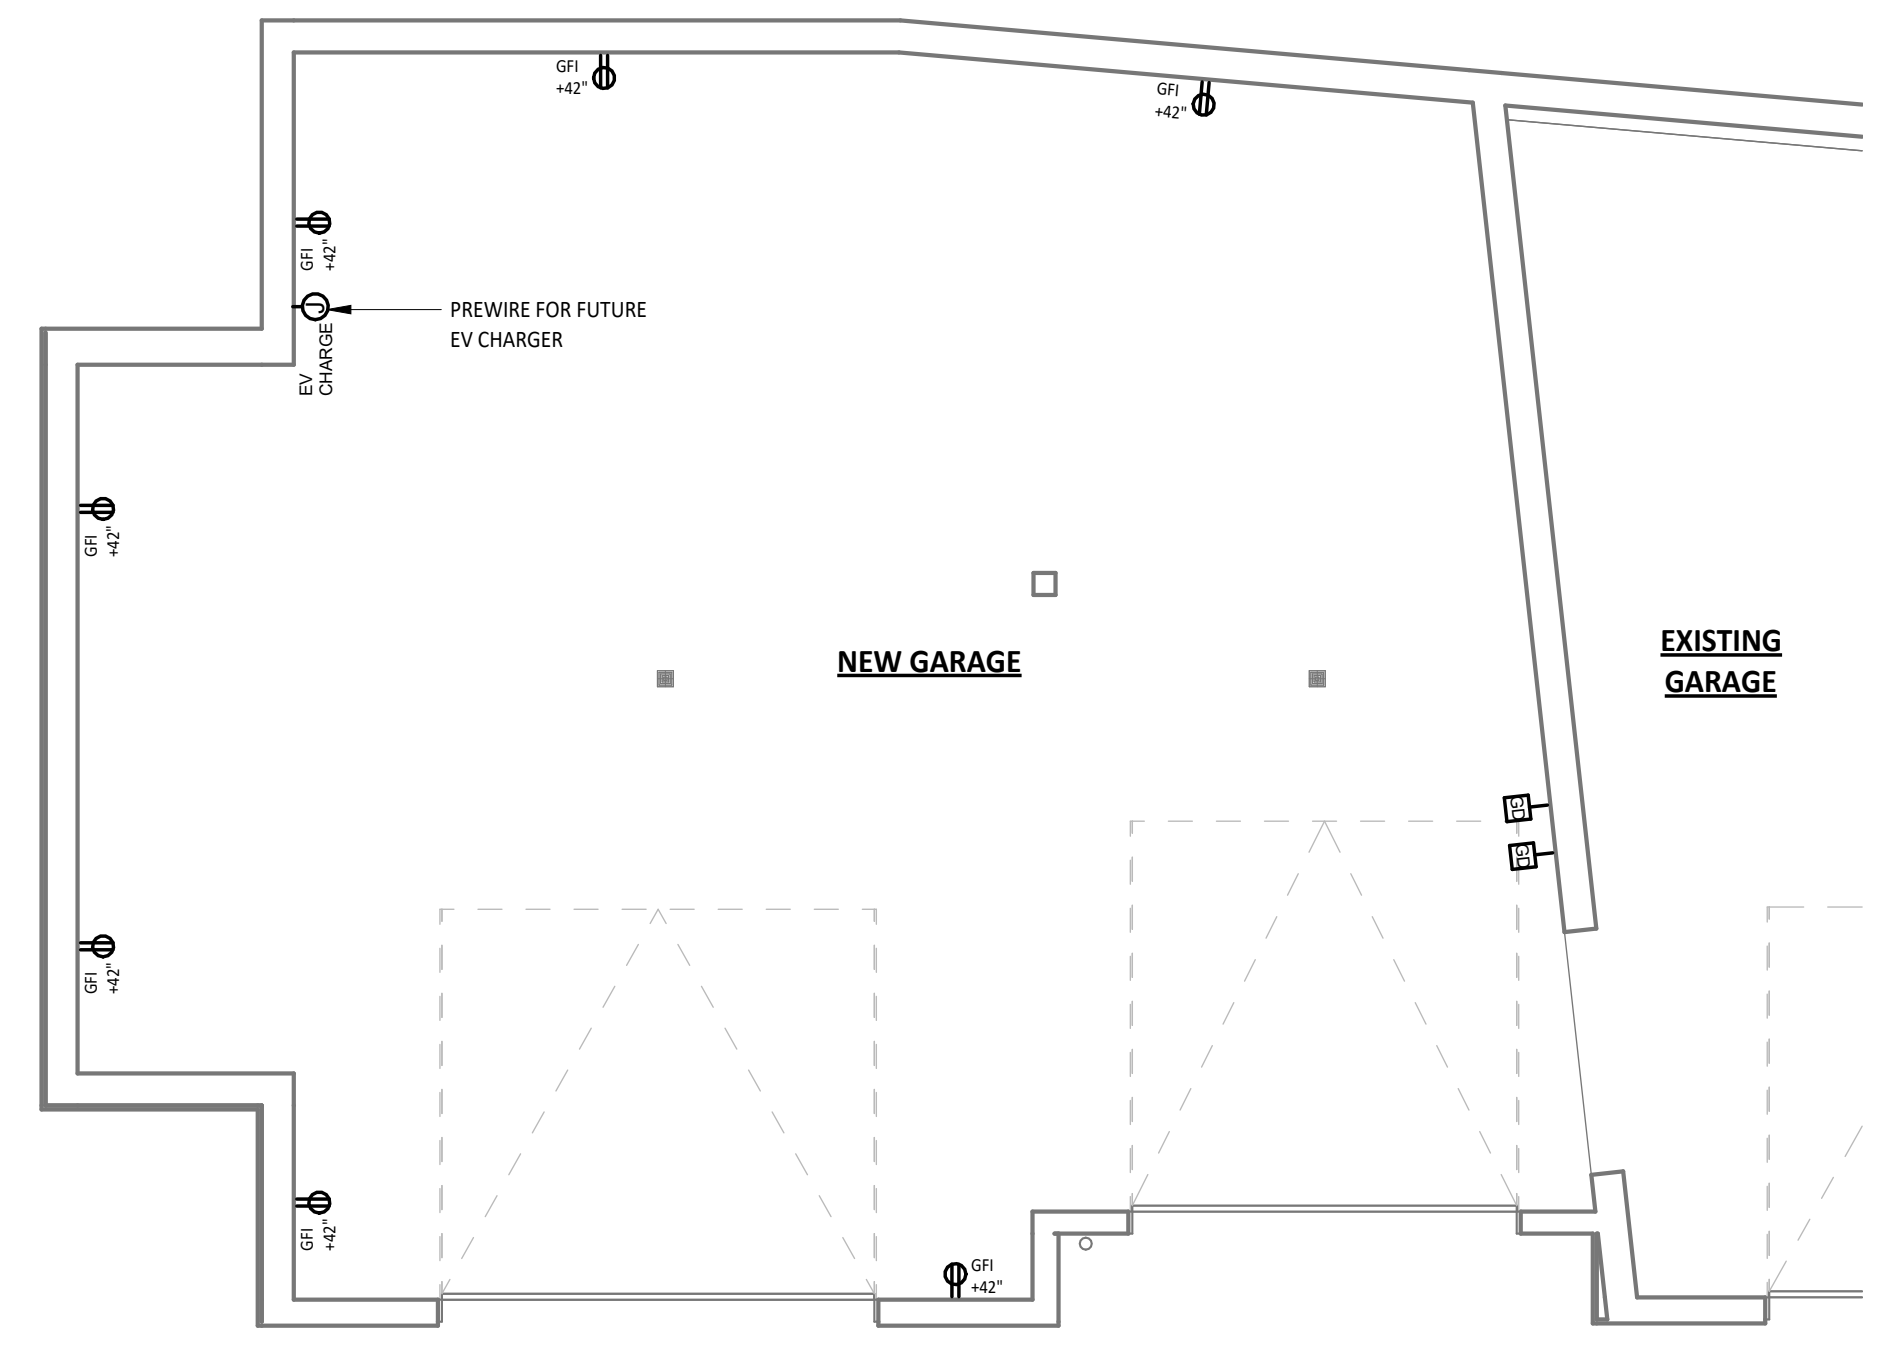 GFI
+42"
GFI
+42"
GFI
+42"
J
EV
CHARGE
PREWIRE FOR FUTURE
EV CHARGER
GFI
+42"
NEW GARAGE
EXISTING
GARAGE
GD
GD
GFI
+42"
GFI
+42"
GFI
+42"